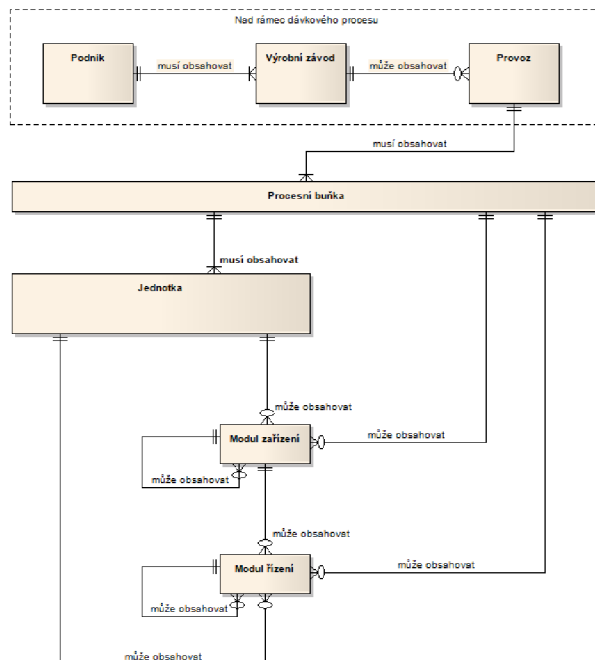 Nad rámec dávkového procesu
Podnik
musí obsahovat
Výrobní závod
může obsahovat
Provoz
musí obsahovat
Procesní buňka
musí obsahovat
Jednotka
může obsahovat
Modul zařízení
může obsahovat
může obsahovat
může obsahovat
Modul řízení
může obsahovat
může obsahovat
může obsahovat